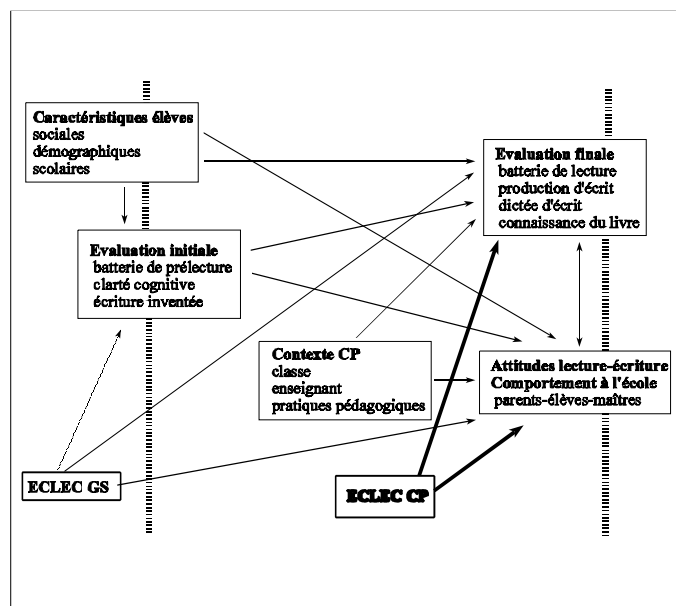 Caractéristiques élèves
sociales
démographiques
scolaires
Evaluation initiale
batterie de prélecture
clarté cognitive
écriture inventée
ECLEC GS
Contexte CP
classe
enseignant
pratiques pédagogiques
ECLEC CP
Evaluation finale
batterie de lecture
production d'écrit
dictée d'écrit
connaissance du livre
Attitudes lecture-écriture
Comportement à l'école
parents-élèves-maîtres